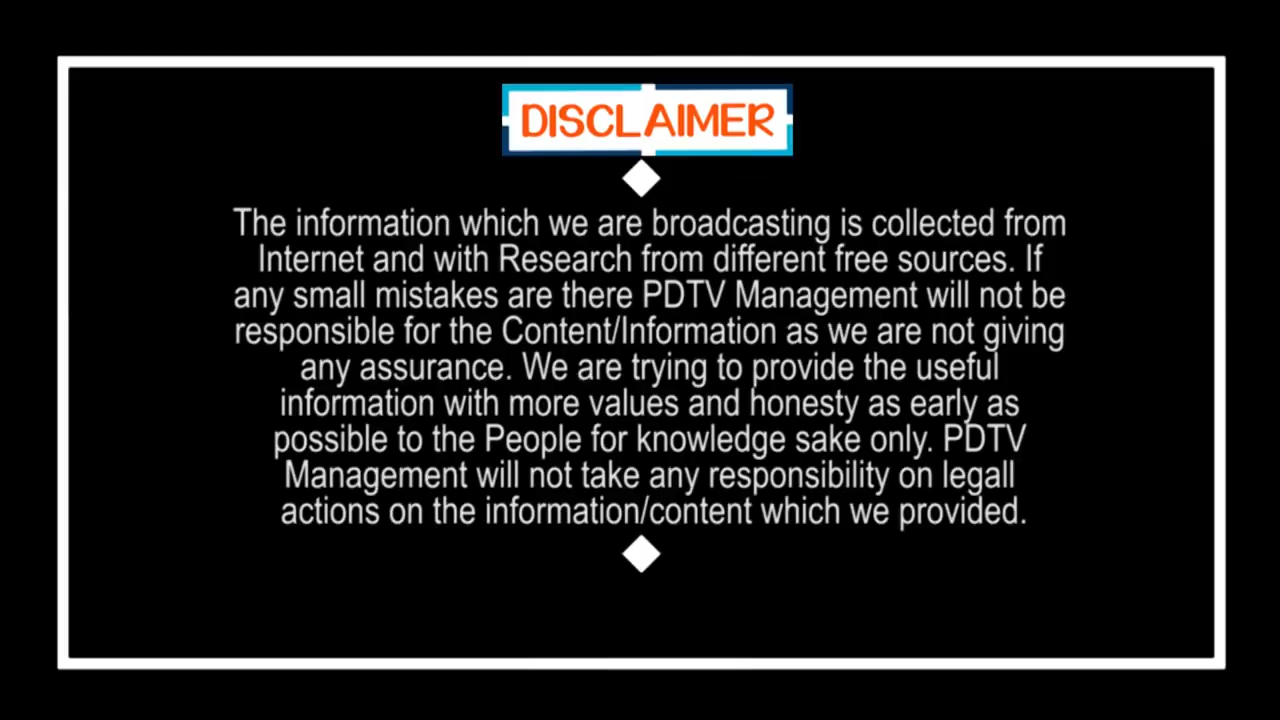 DISCLAIMER
The information which we are broadcasting is collected from
Internet and with Research from different free sources. If
any small mistakes are there PDTV Management will not be
responsible for the Content/Information as we are not giving
any assurance. We are trying to provide the useful
information with more values and honesty as early as
possible to the People for knowledge sake only. PDTV
Management will not take any responsibility on legall
actions on the information/content which we provided.